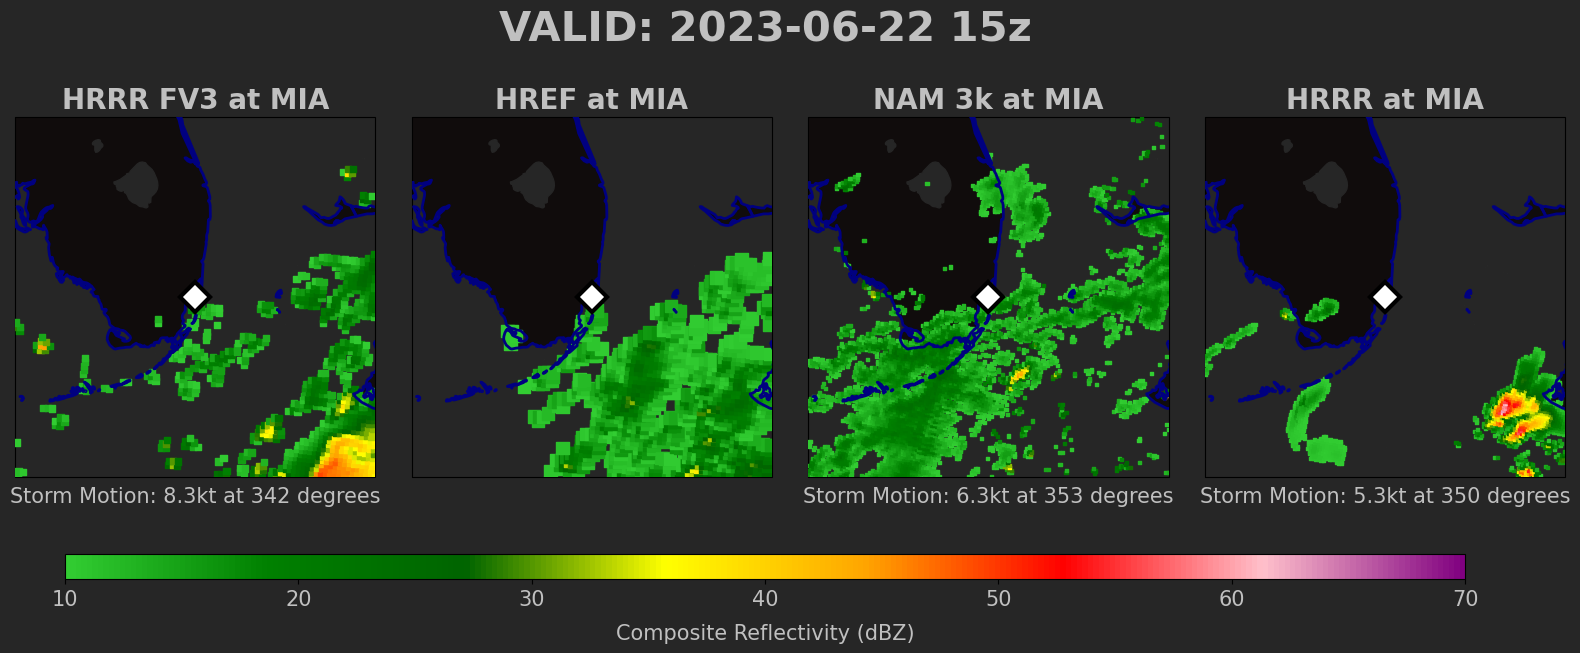 VALID: 2023-06-22 15z
HRRR FV3 at MIA
HREF at MIA
NAM 3k at MIA
HRRR at MIA
Storm Motion: 8.3kt at 342 degrees
Storm Motion: 6.3kt at 353 degrees
Storm Motion: 5.3kt at 350 degrees
10 20 30 40 50 60 70
Composite Reflectivity (dBZ)